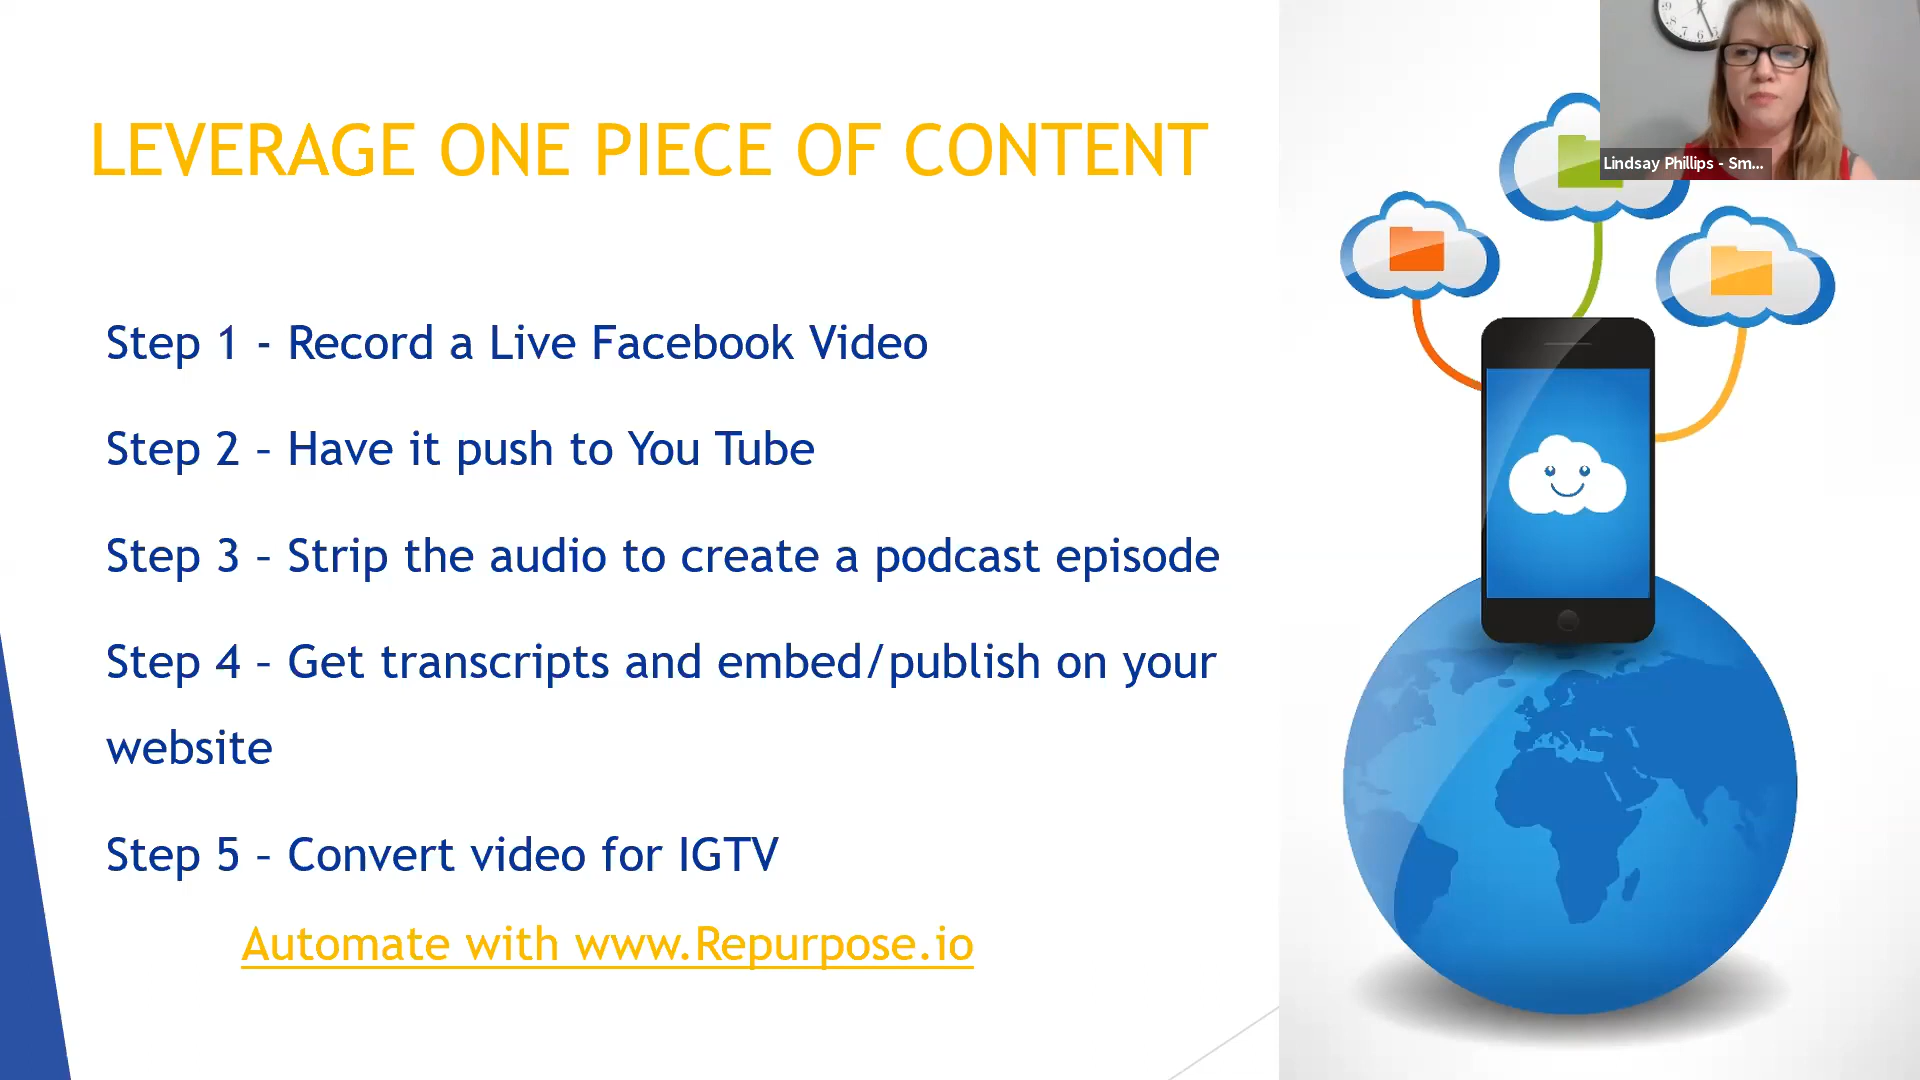 LEVERAGE ONE PIECE OF CONTENT
Lindsay Phillips - Sm...
Step 1 - Record a Live Facebook Video
Step 2 – Have it push to You Tube
Step 3 – Strip the audio to create a podcast episode
Step 4 – Get transcripts and embed/publish on your
website
Step 5 – Convert video for IGTV
Automate with www.Repurpose.io